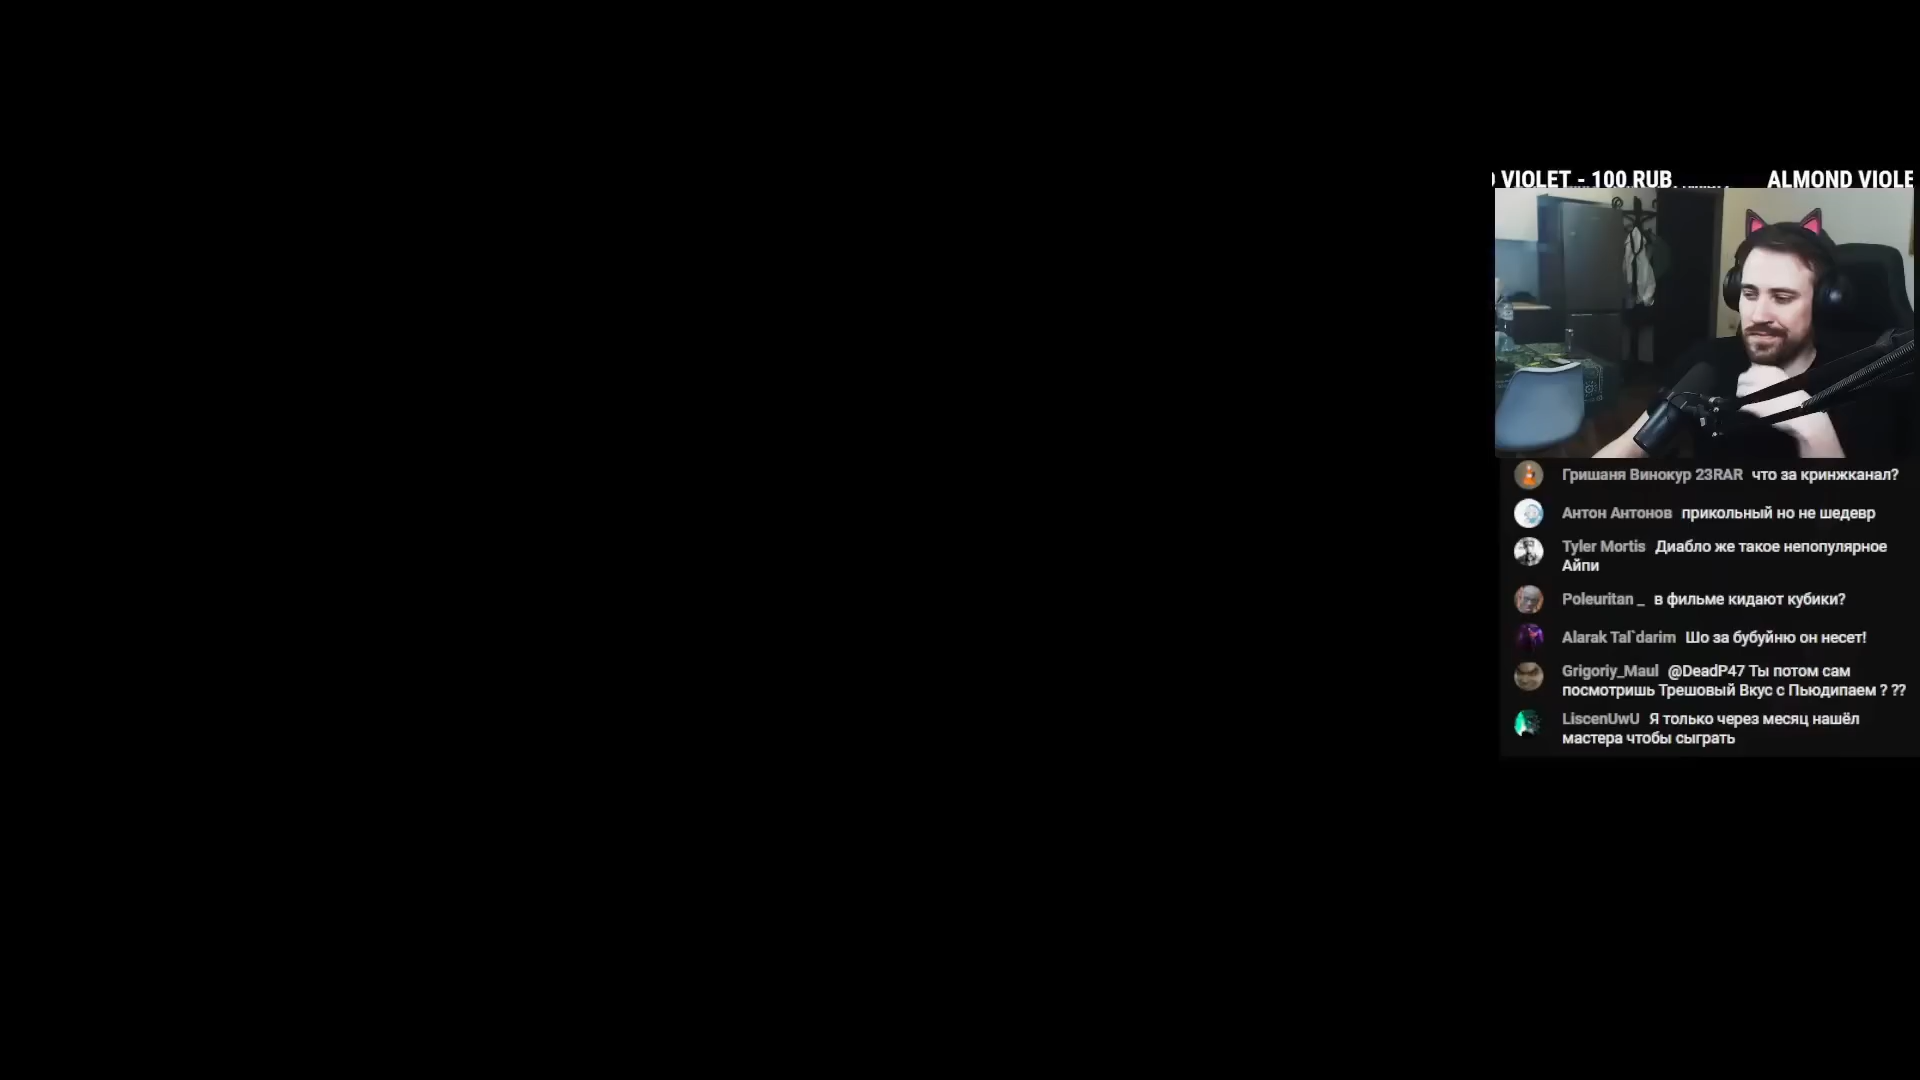 VIOLET - 100 RUB ALMOND VIOLE
Гришаня Винокур 23RAR что за кринжканал?
Антон Антонов прикольный но не шедевр
Tyler Mortis Диабло же такое непопулярное
Айпи
Poleuritan _ в фильме кидают кубики?
Alarak Tal`darim Шо за бубуйню он несет!
Grigoriy_Maul @DeadP47 Ты потом сам
посмотришь Трешовый Вкус с Пьюдипаем ? ??
LiscenUwU Я только через месяц нашёл
мастера чтобы сыграть